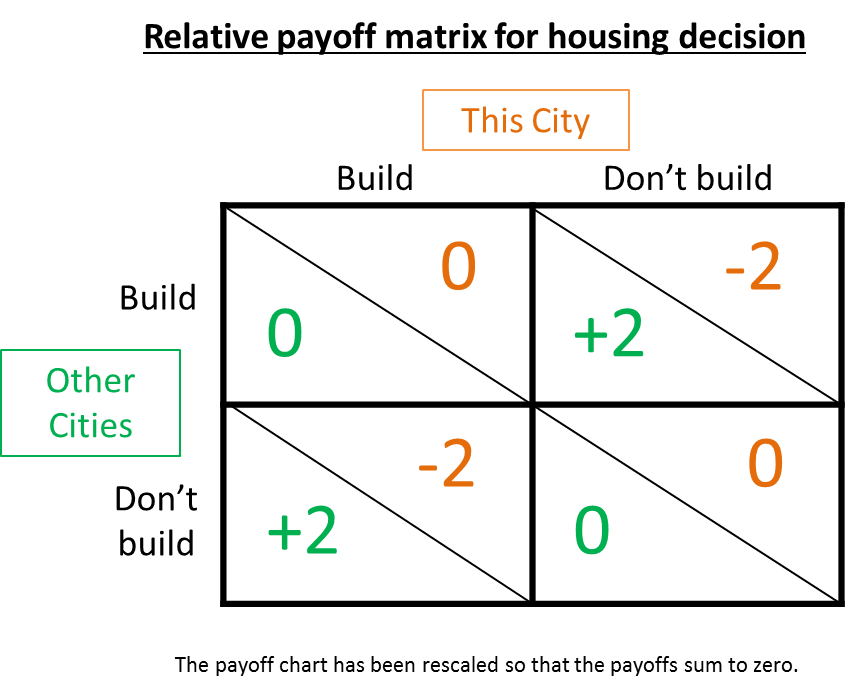 Relative payoff matrix for housing decision
This City
Build
Don’t build
Build
0
0
+2
-2
Other
Cities
Don’t
build
+2
-2
0
0
The payoff chart has been rescaled so that the payoffs sum to zero.